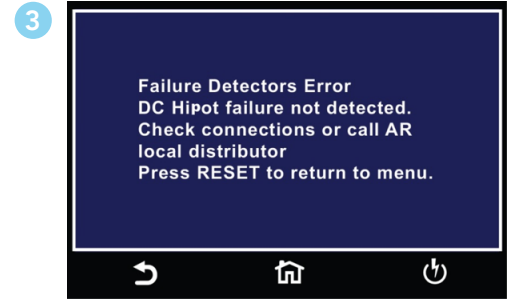 3
Failure Detectors Error
DC Hipot failure not detected.
Check connections or call AR
local distributor
Press RESET to return to menu.